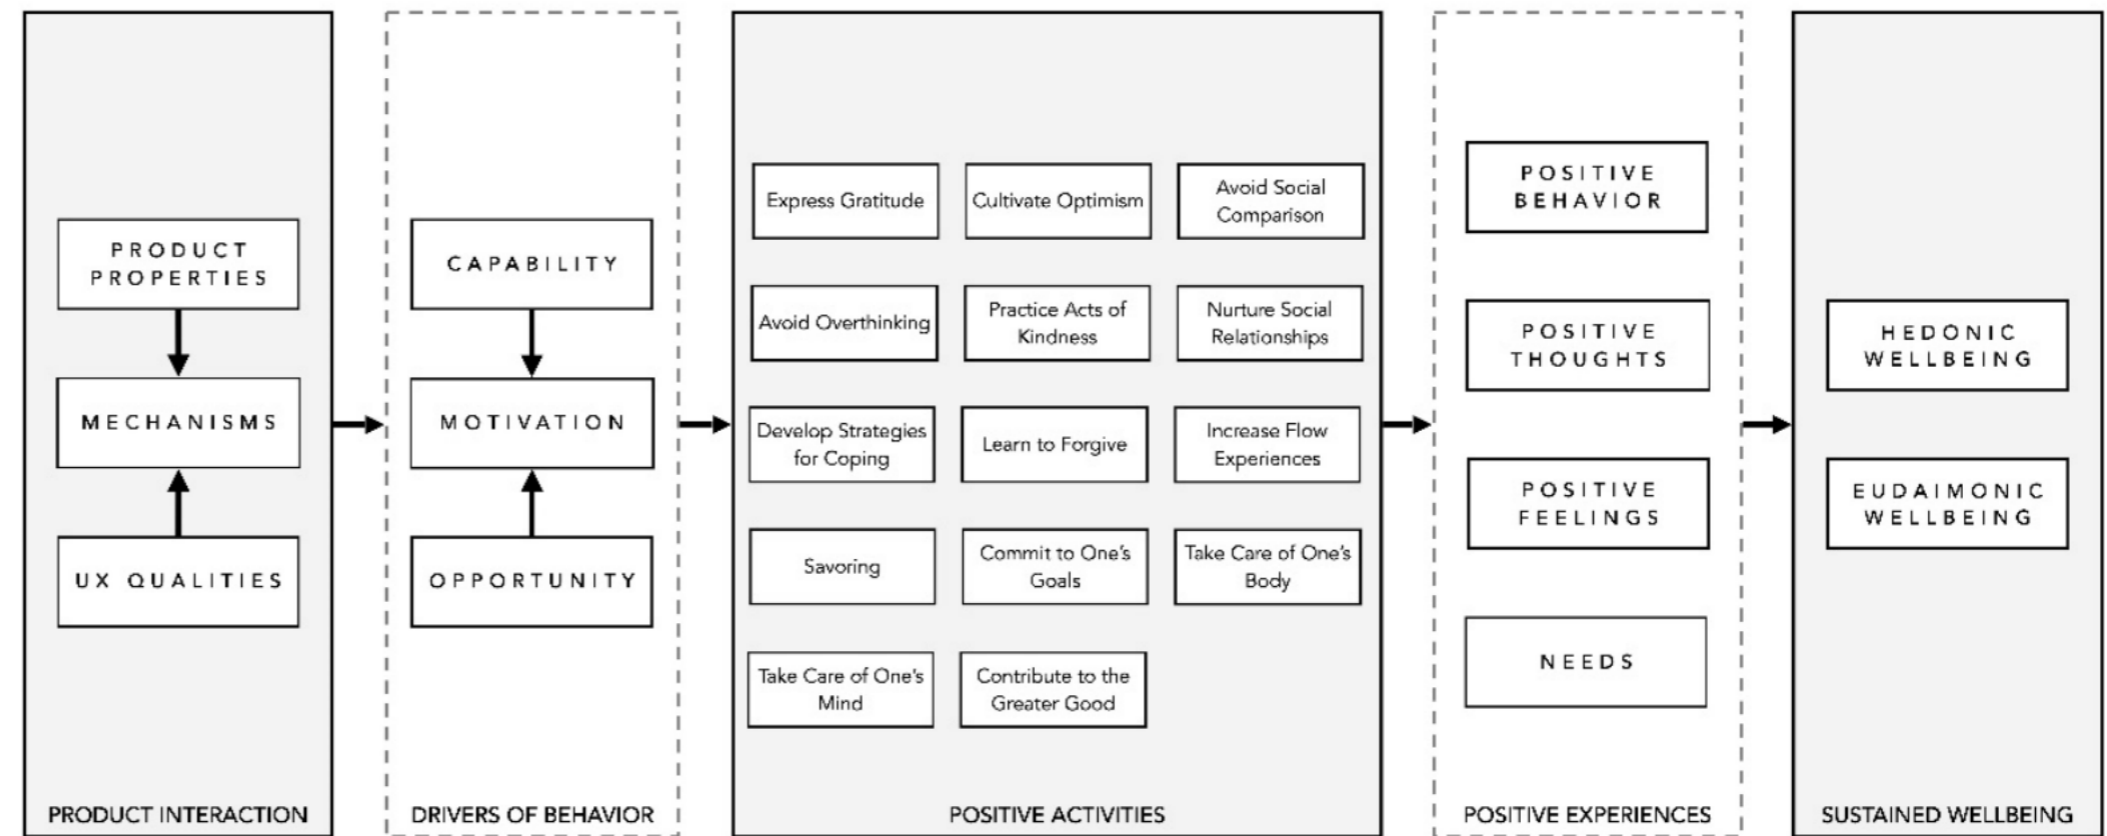 PRODUCT
PROPERTIES
MECHANISMS
UX QUALITIES
PRODUCT INTERACTION
CAPABILITY
MOTIVATION
OPPORTUNITY
DRIVERS OF BEHAVIOR
Express Gratitude
Cultivate Optimism
Avoid Social
Comparison
Avoid Overthinking
Practice Acts of
Kindness
Nurture Social
Relationships
Develop Strategies
for Coping
Learn to Forgive
Increase Flow
Experiences
Savoring
Commit to One's
Goals
Take Care of One's
Body
Take Care of One's
Mind
Contribute to the
Greater Good
POSITIVE ACTIVITIES
POSITIVE
BEHAVIOR
POSITIVE
THOUGHTS
POSITIVE
FEELINGS
NEEDS
POSITIVE EXPERIENCES
HEDONIC
WELLBEING
EUDAIMONIC
WELLBEING
SUSTAINED WELLBEING